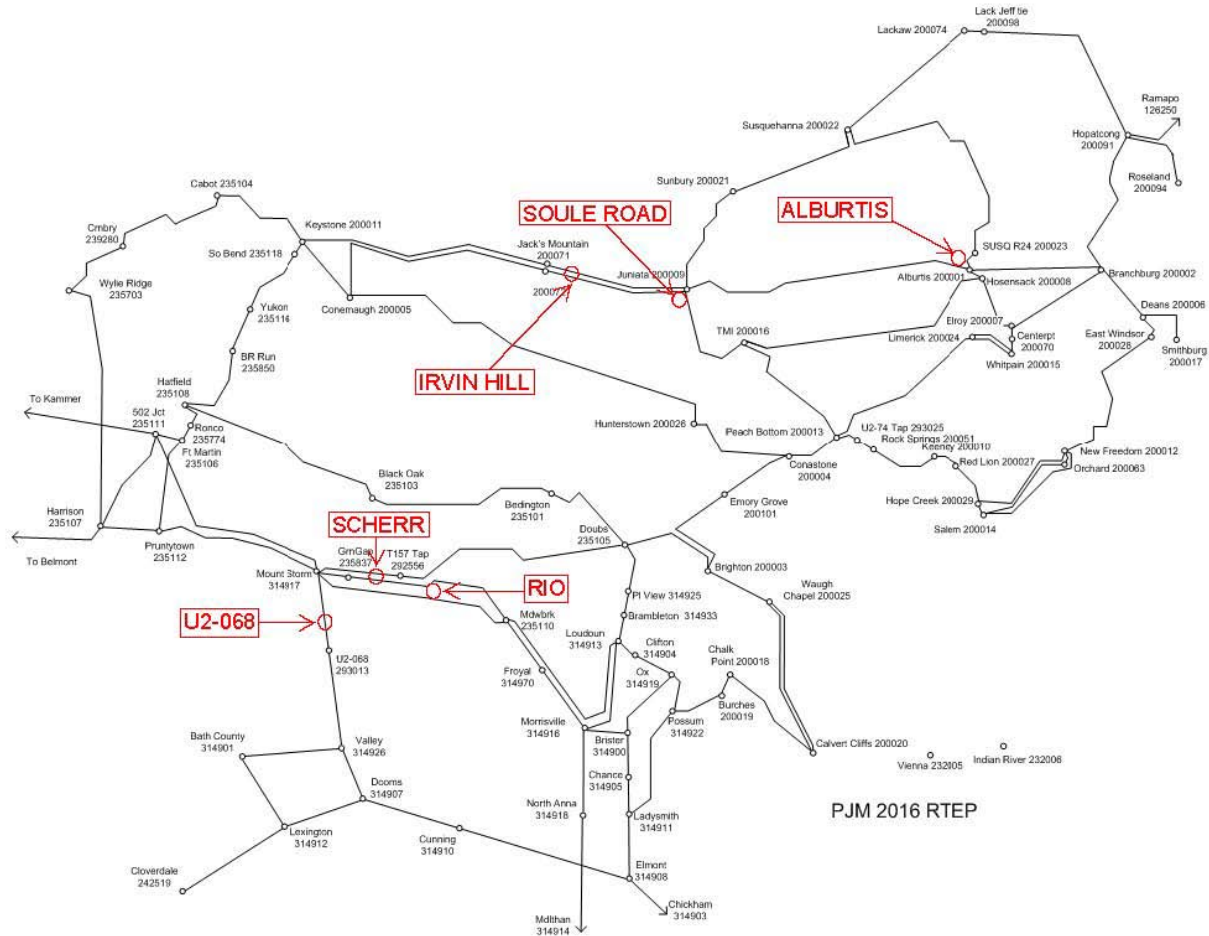 Lack Jeff tie
200098
Lackaw 200074
Ramapo
126250
Susquehanna 200022
Hopatcong
200091
Roseland
200094
Sunbury 200021
Cabot 235104
Keystone 200011
SOULE ROAD
ALBURTIS
Crnbry
239280
So Bend 235118
Jack's Mountain
200071
Juniata 200009
SUSQ R24 200023
Alburtis 200001
Hosensack 200008
Branchburg 200002
Wylie Ridge
235703
Conemaugh 200005
Yukon
235114
TMI 200016
Elroy 200007
Limerick 200024
Centerpt
200070
Whitpain 200015
Deans 200006
East Windsor
200028
Smithburg
200017
BR Run
235850
IRVIN HILL
Hatfield
235108
To Kammer
502 Jct
235111
Ronco
235774
Ft Martin
235106
Hunterstown 200026
Peach Bottom 200013
U2-74 Tap 293025
Rock Springs 200051
Keeney 200010
Red Lion 200027
New Freedom 200012
Orchard 200063
Conastone
200004
Black Oak
235103
Bedington
235101
Emory Grove
200101
Hope Creek 200029
Salem 200014
Harrison
235107
SCHERR
Doubs
235105
To Belmont
Pruntytown
235112
GrnGap
235837
T157 Tap
292556
Mount Storm
314917
RIO
Brighton 200003
Waugh
Chapel 200025
U2-068
Pl View 314925
Brambleton 314933
Mdwbrk
235110
Loudoun
314913
Clifton
314904
U2-068
293013
Froyal
314970
Ox
314919
Chalk
Point 200018
Burches
200019
Bath County
314901
Valley
314926
Morrisville
314916
Brister
314900
Possum
314922
Calvert Cliffs 200020
Vienna 232005
Indian River 232006
Dooms
314907
Chance
314905
North Anna
314918
Ladysmith
314911
PJM 2016 RTEP
Lexington
314912
Cunning
314910
Cloverdale
242519
Elmont
314908
Chickham
314903
Mdlthan
314914